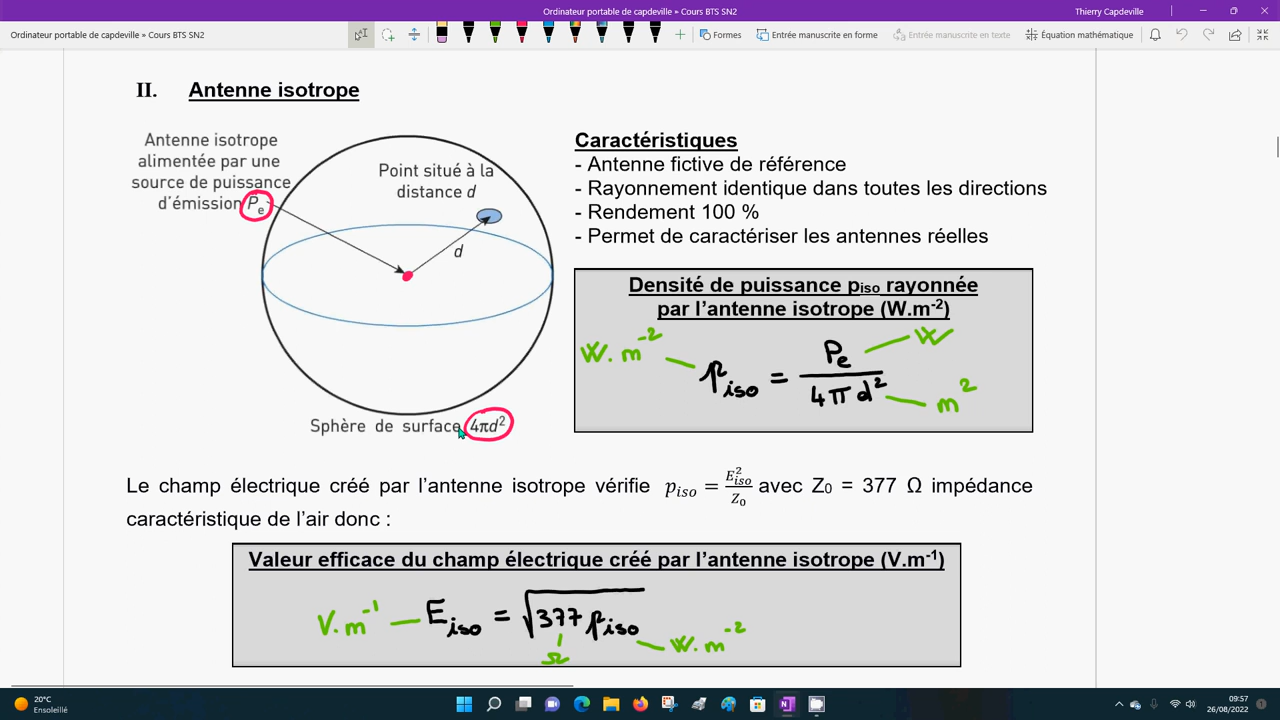 Ordinateur portable de capdeville » Cours BTS SN2
Thierry Capdeville
Ordinateur portable de capdeville » Cours BTS SN2
Formes
Entrée manuscrite en forme
Entrée manuscrite en texte
Équation mathématique
II. Antenne isotrope
Antenne isotrope
alimentée par une
source de puissance
d’émission Pₑ
Point situé à la
distance d
d
Sphère de surface 4πd²
Caractéristiques
- Antenne fictive de référence
- Rayonnement identique dans toutes les directions
- Rendement 100 %
- Permet de caractériser les antennes réelles
Densité de puissance piso rayonnée
par l’antenne isotrope (W.m⁻²)
W.m⁻² piso = Pe / 4πd² W m²
Le champ électrique créé par l’antenne isotrope vérifie piso = E²iso / Z₀ avec Z₀ = 377 Ω impédance
caractéristique de l’air donc :
Valeur efficace du champ électrique créé par l’antenne isotrope (V.m⁻¹)
V.m⁻¹ Eiso = √377 piso W.m⁻²
Ω
20°C
Ensoleillé
09:57
26/08/2022